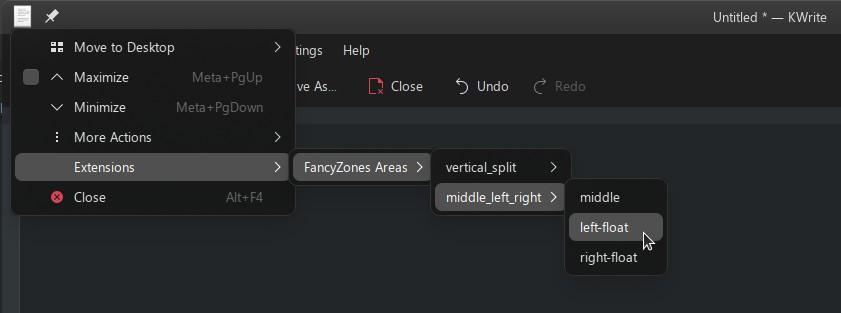 Untitled * — KWrite
Move to Desktop
tings Help
Maximize Meta+PgUp
ve As... Close Undo Redo
Minimize Meta+PgDown
More Actions
Extensions FancyZones Areas vertical_split
Close Alt+F4 middle_left_right middle
left-float
right-float